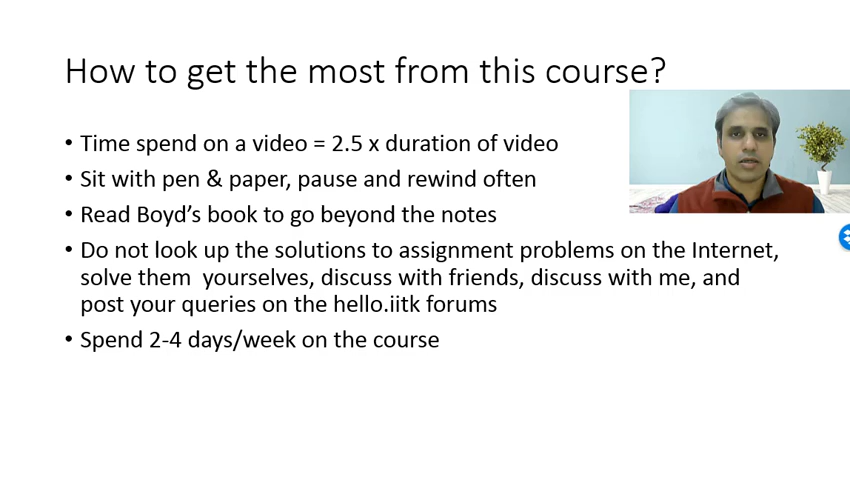 How to get the most from this course?
• Time spend on a video = 2.5 x duration of video
• Sit with pen & paper, pause and rewind often
• Read Boyd's book to go beyond the notes
• Do not look up the solutions to assignment problems on the Internet,
solve them yourselves, discuss with friends, discuss with me, and
post your queries on the hello.iitk forums
• Spend 2-4 days/week on the course